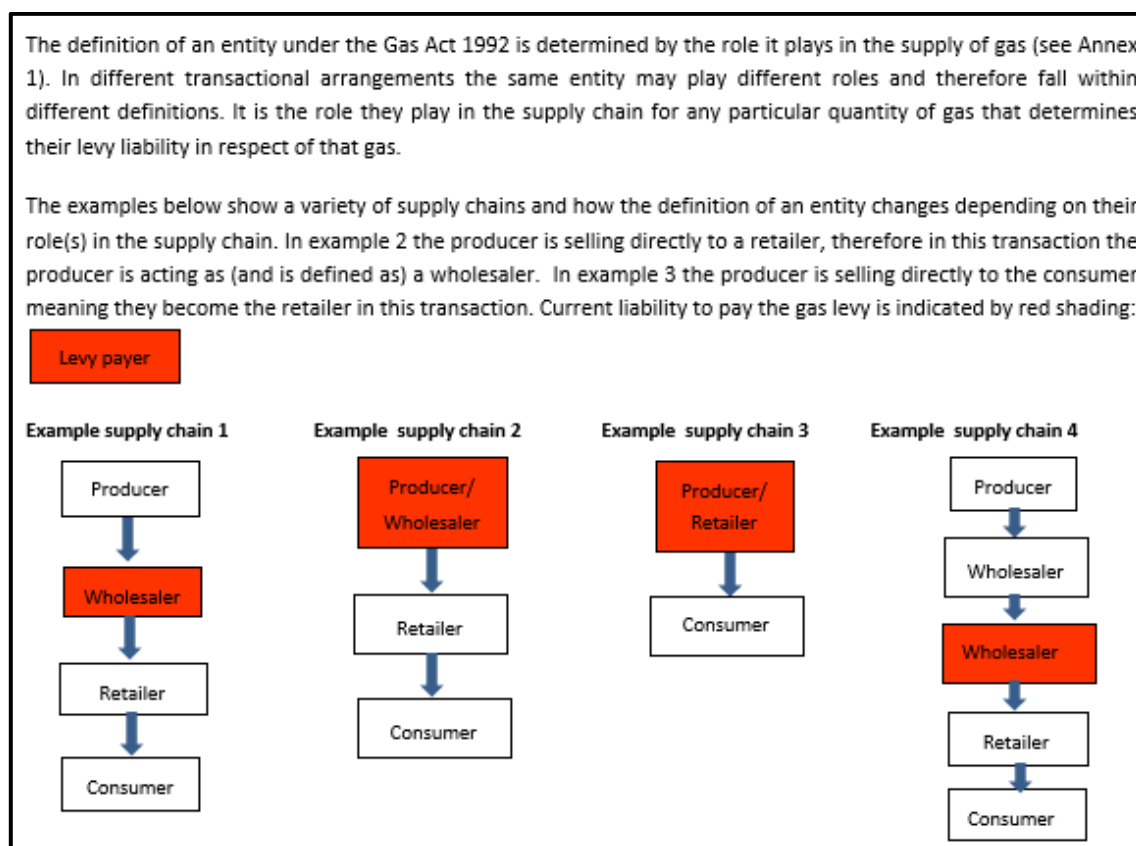 The definition of an entity under the Gas Act 1992 is determined by the role it plays in the supply of gas (see Annex
1). In different transactional arrangements the same entity may play different roles and therefore fall within
different definitions. It is the role they play in the supply chain for any particular quantity of gas that determines
their levy liability in respect of that gas.
The examples below show a variety of supply chains and how the definition of an entity changes depending on their
role(s) in the supply chain. In example 2 the producer is selling directly to a retailer, therefore in this transaction the
producer is acting as (and is defined as) a wholesaler. In example 3 the producer is selling directly to the consumer
meaning they become the retailer in this transaction. Current liability to pay the gas levy is indicated by red shading:
Levy payer
Example supply chain 1
Producer
Wholesaler
Retailer
Consumer
Example supply chain 2
Producer/
Wholesaler
Retailer
Consumer
Example supply chain 3
Producer/
Retailer
Consumer
Example supply chain 4
Producer
Wholesaler
Wholesaler
Retailer
Consumer